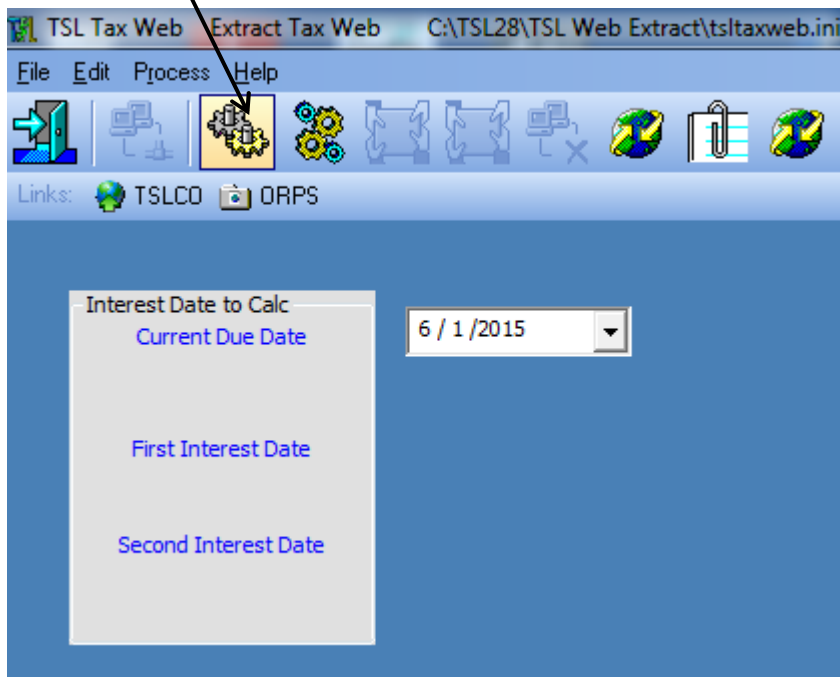 TSL Tax Web Extract Tax Web C:\TSL28\TSL Web Extract\tsltaxweb.ini
File Edit Process Help
Links: TSLCO ORPS
Interest Date to Calc
Current Due Date 6 / 1 /2015
First Interest Date
Second Interest Date